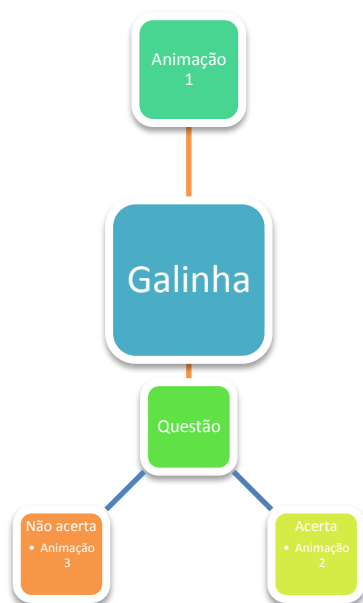 Animação
1
Galinha
Questão
Não acerta
• Animação
3
Acerta
• Animação
2